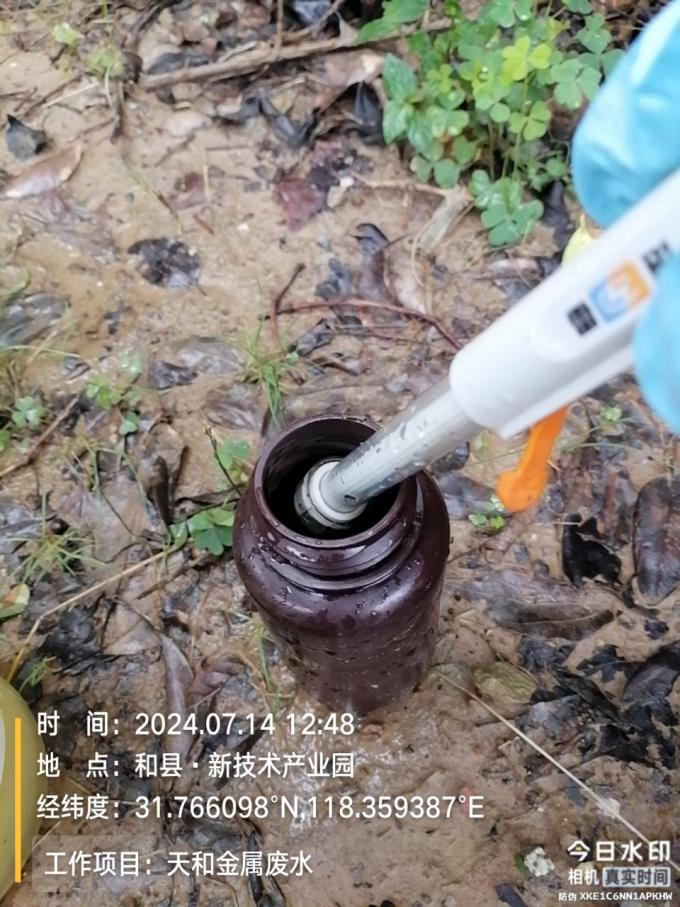 时 间：2024.07.14 12:48
地 点：和县·新技术产业园
经纬度：31.766098°N,118.359387°E
工作项目：天和金属废水
今日水印
相机 真实时间
防伪 XKE1C6NN1APKHW